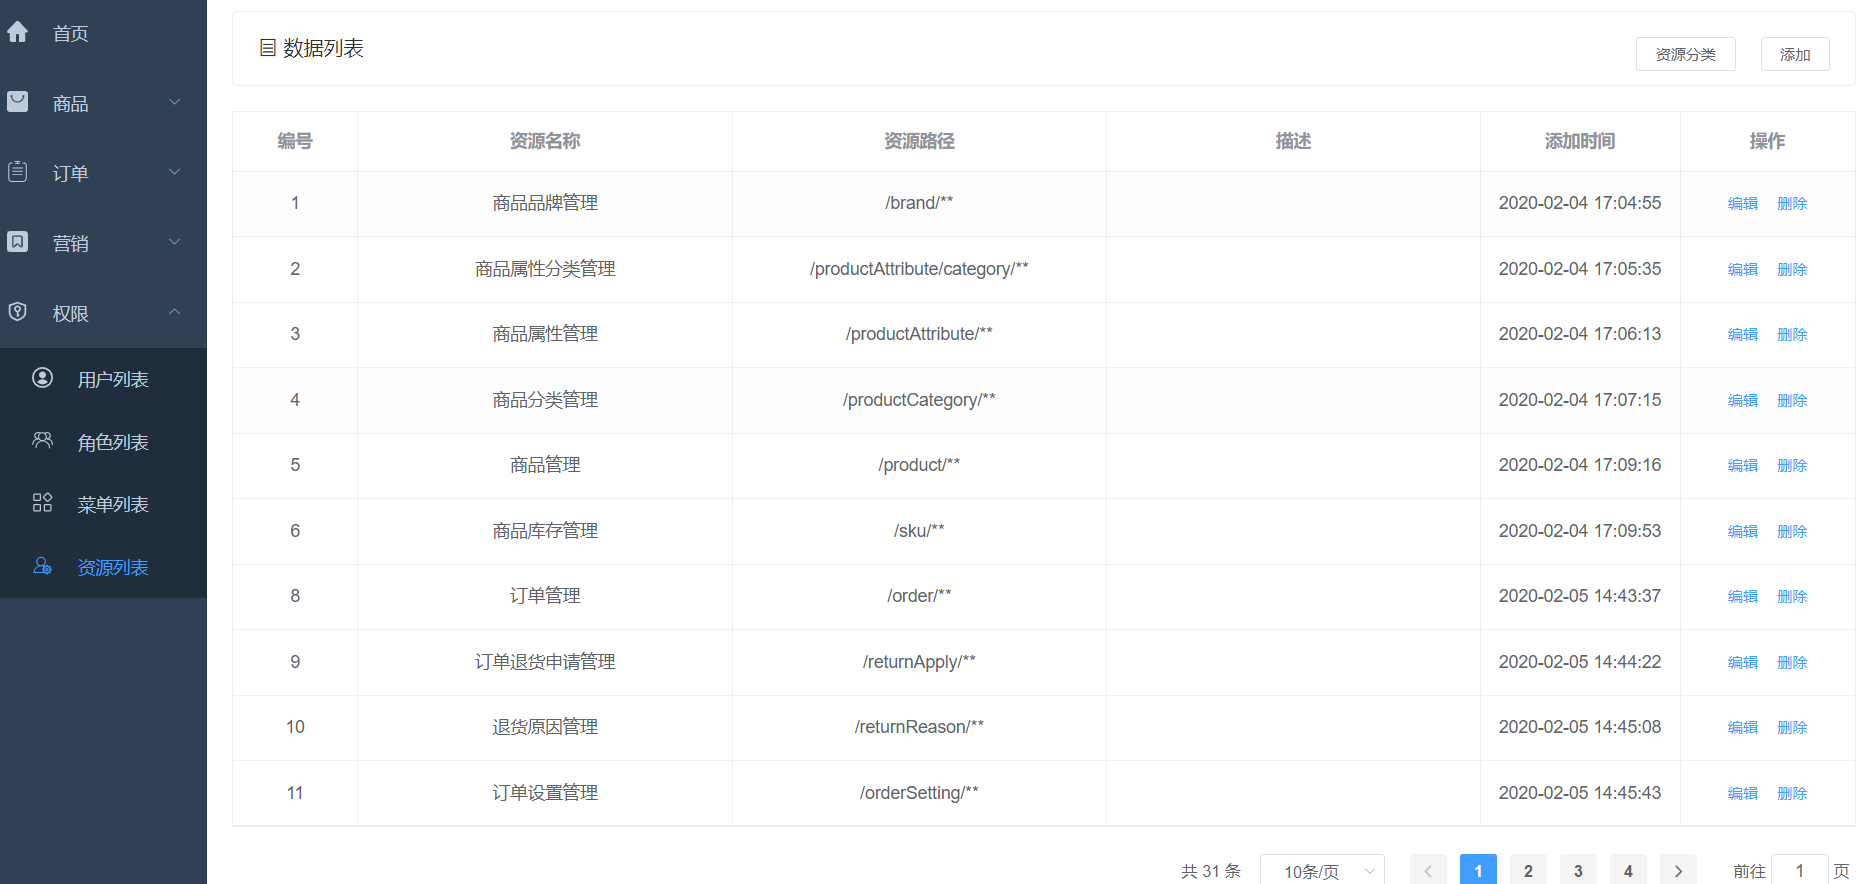 首页
商品
订单
营销
权限
用户列表
角色列表
菜单列表
资源列表
数据列表
资源分类 添加
编号 资源名称 资源路径 描述 添加时间 操作
1 商品品牌管理 /brand/** 2020-02-04 17:04:55 编辑 删除
2 商品属性分类管理 /productAttribute/category/** 2020-02-04 17:05:35 编辑 删除
3 商品属性管理 /productAttribute/** 2020-02-04 17:06:13 编辑 删除
4 商品分类管理 /productCategory/** 2020-02-04 17:07:15 编辑 删除
5 商品管理 /product/** 2020-02-04 17:09:16 编辑 删除
6 商品库存管理 /sku/** 2020-02-04 17:09:53 编辑 删除
8 订单管理 /order/** 2020-02-05 14:43:37 编辑 删除
9 订单退货申请管理 /returnApply/** 2020-02-05 14:44:22 编辑 删除
10 退货原因管理 /returnReason/** 2020-02-05 14:45:08 编辑 删除
11 订单设置管理 /orderSetting/** 2020-02-05 14:45:43 编辑 删除
共 31 条 10条/页 1 2 3 4 前往 1 页